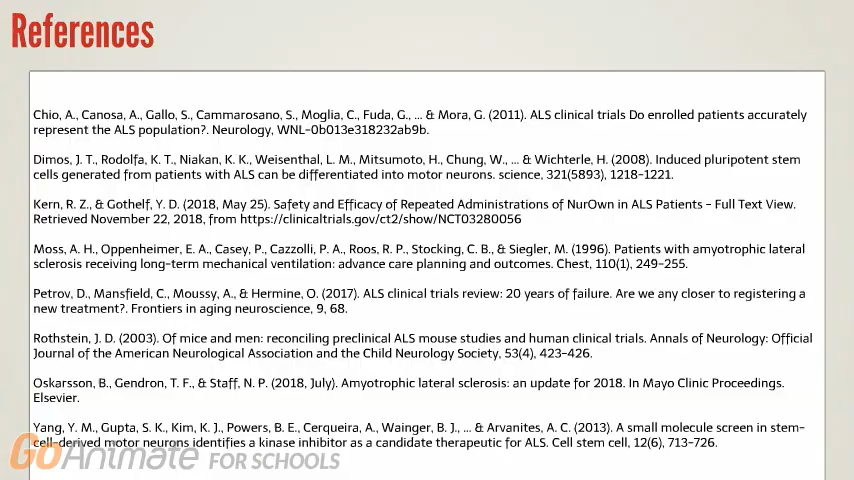 References
Chio, A., Canosa, A., Gallo, S., Cammarosano, S., Moglia, C., Fuda, G., ... & Mora, G. (2011). ALS clinical trials Do enrolled patients accurately
represent the ALS population?. Neurology, WNL-0b013e318232ab9b.
Dimos, J. T., Rodolfa, K. T., Niakan, K. K., Weisenthal, L. M., Mitsumoto, H., Chung, W., ... & Wichterle, H. (2008). Induced pluripotent stem
cells generated from patients with ALS can be differentiated into motor neurons. science, 321(5893), 1218-1221.
Kern, R. Z., & Gothelf, Y. D. (2018, May 25). Safety and Efficacy of Repeated Administrations of NurOwn in ALS Patients - Full Text View.
Retrieved November 22, 2018, from https://clinicaltrials.gov/ct2/show/NCT03280056
Moss, A. H., Oppenheimer, E. A., Casey, P., Cazzolli, P. A., Roos, R. P., Stocking, C. B., & Siegler, M. (1996). Patients with amyotrophic lateral
sclerosis receiving long-term mechanical ventilation: advance care planning and outcomes. Chest, 110(1), 249-255.
Petrov, D., Mansfield, C., Moussy, A., & Hermine, O. (2017). ALS clinical trials review: 20 years of failure. Are we any closer to registering a
new treatment?. Frontiers in aging neuroscience, 9, 68.
Rothstein, J. D. (2003). Of mice and men: reconciling preclinical ALS mouse studies and human clinical trials. Annals of Neurology: Official
Journal of the American Neurological Association and the Child Neurology Society, 53(4), 423-426.
Oskarsson, B., Gendron, T. F., & Staff, N. P. (2018, July). Amyotrophic lateral sclerosis: an update for 2018. In Mayo Clinic Proceedings.
Elsevier.
Yang, Y. M., Gupta, S. K., Kim, K. J., Powers, B. E., Cerqueira, A., Wainger, B. J., ... & Arvanites, A. C. (2013). A small molecule screen in stem-
cell-derived motor neurons identifies a kinase inhibitor as a candidate therapeutic for ALS. Cell stem cell, 12(6), 713-726.
GoAnimate FOR SCHOOLS